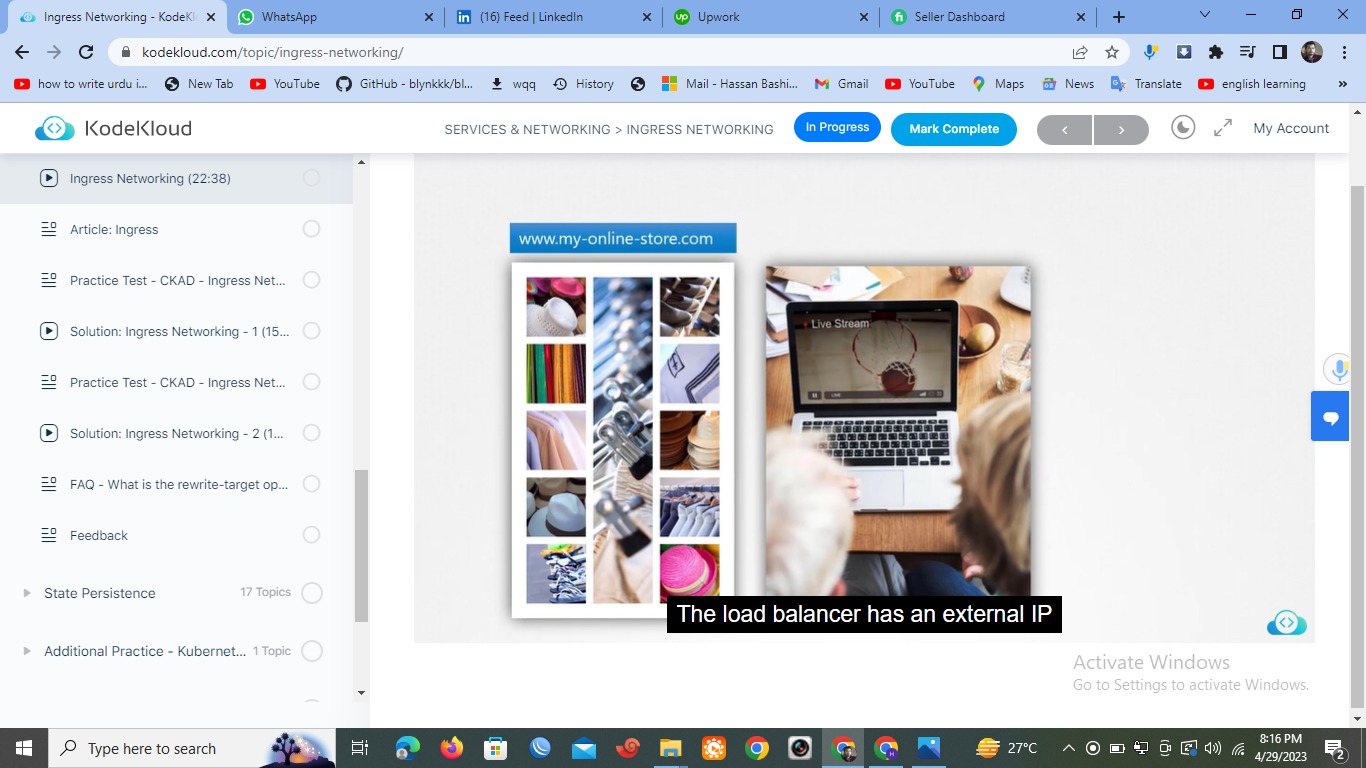 Ingress Networking - KodeKl
WhatsApp
(16) Feed | LinkedIn
Upwork
Seller Dashboard
kodekloud.com/topic/ingress-networking/
how to write urdu i...
New Tab
YouTube
GitHub - blynkkk/bl...
wqq
History
Mail - Hassan Bashi...
Gmail
YouTube
Maps
News
Translate
english learning
»
KodeKloud
SERVICES & NETWORKING > INGRESS NETWORKING
In Progress
Mark Complete
My Account
Ingress Networking (22:38)
Article: Ingress
Practice Test - CKAD - Ingress Net...
Solution: Ingress Networking - 1 (15...
Practice Test - CKAD - Ingress Net...
Solution: Ingress Networking - 2 (1...
FAQ - What is the rewrite-target op...
Feedback
State Persistence
17 Topics
Additional Practice - Kubernet...
1 Topic
www.my-online-store.com
Live Stream
LIVE
The load balancer has an external IP
Activate Windows
Go to Settings to activate Windows.
Type here to search
27°C
8:16 PM
4/29/2023
2